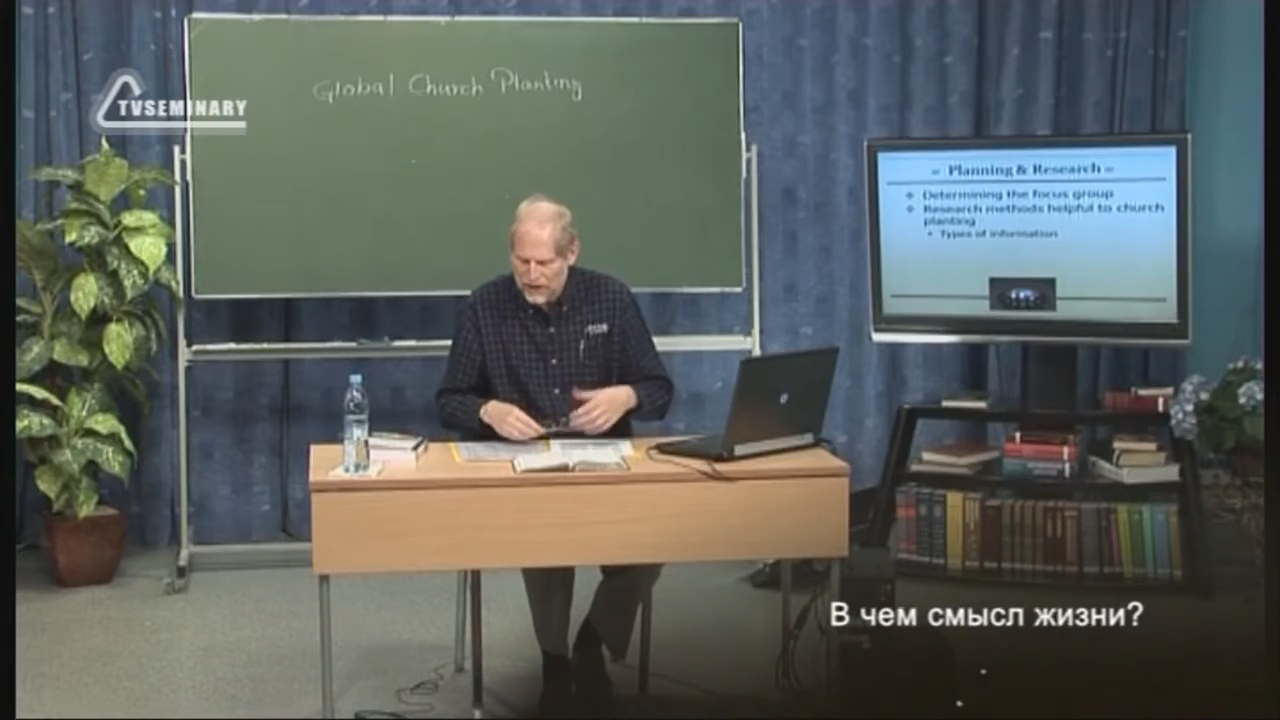 Global Church Planting
TVSEMINARY
Planning & Research
Determining the focus group
Research methods helpful to church
planting
• Types of information
В чем смысл жизни?